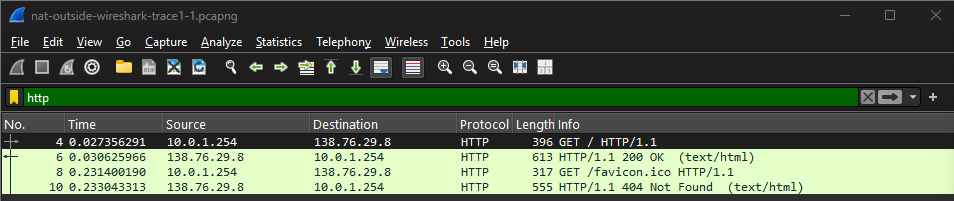 nat-outside-wireshark-trace1-1.pcapng
File Edit View Go Capture Analyze Statistics Telephony Wireless Tools Help
http
No. Time Source Destination Protocol Length Info
4 0.027356291 10.0.1.254 138.76.29.8 HTTP 396 GET / HTTP/1.1
6 0.030625966 138.76.29.8 10.0.1.254 HTTP 613 HTTP/1.1 200 OK (text/html)
8 0.231400190 10.0.1.254 138.76.29.8 HTTP 317 GET /favicon.ico HTTP/1.1
10 0.233043313 138.76.29.8 10.0.1.254 HTTP 555 HTTP/1.1 404 Not Found (text/html)